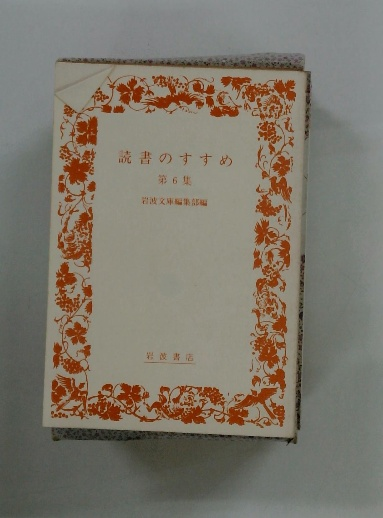 読書のすすめ
第6集
岩波文庫編集部編
岩波書店